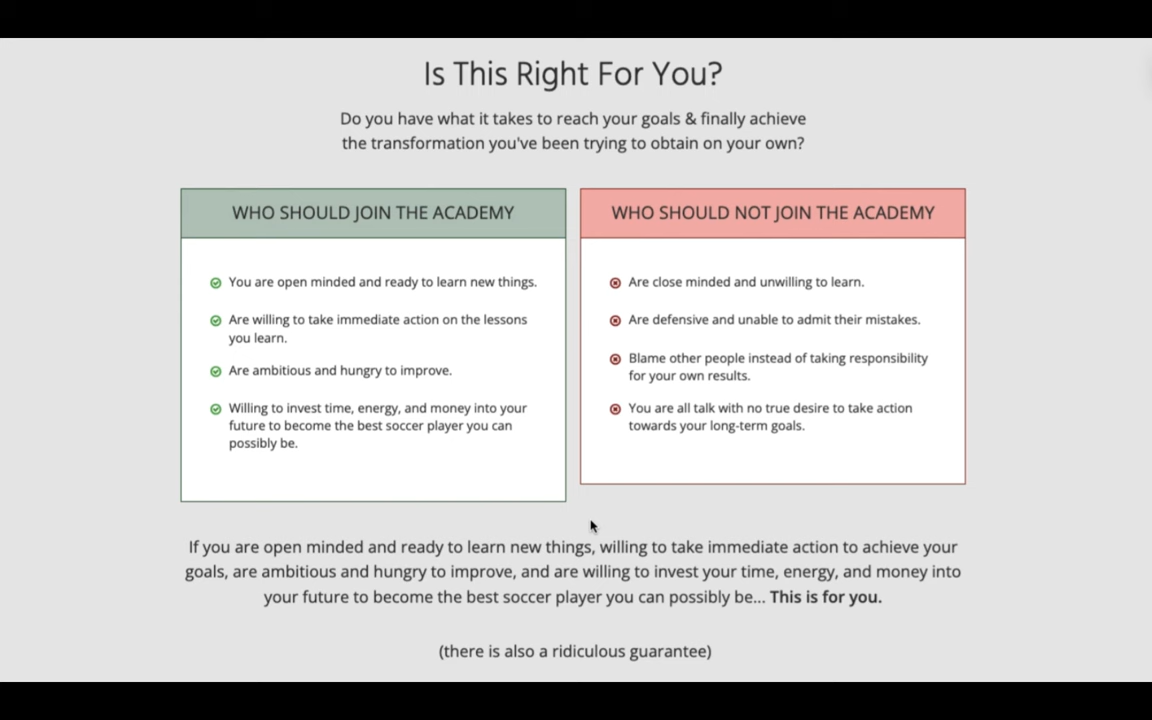 Is This Right For You?
Do you have what it takes to reach your goals & finally achieve
the transformation you've been trying to obtain on your own?
WHO SHOULD JOIN THE ACADEMY
You are open minded and ready to learn new things.
Are willing to take immediate action on the lessons
you learn.
Are ambitious and hungry to improve.
Willing to invest time, energy, and money into your
future to become the best soccer player you can
possibly be.
WHO SHOULD NOT JOIN THE ACADEMY
Are close minded and unwilling to learn.
Are defensive and unable to admit their mistakes.
Blame other people instead of taking responsibility
for your own results.
You are all talk with no true desire to take action
towards your long-term goals.
If you are open minded and ready to learn new things, willing to take immediate action to achieve your
goals, are ambitious and hungry to improve, and are willing to invest your time, energy, and money into
your future to become the best soccer player you can possibly be... This is for you.
(there is also a ridiculous guarantee)